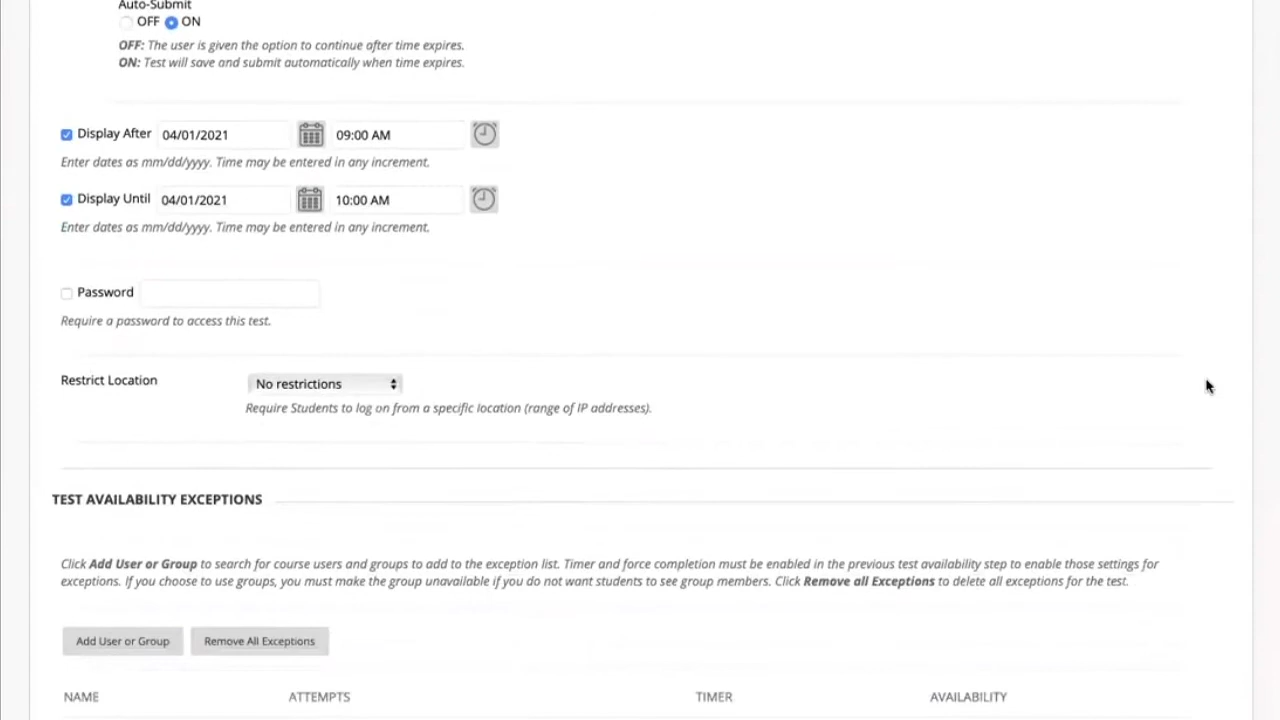 Auto-Submit
OFF ON
OFF: The user is given the option to continue after time expires.
ON: Test will save and submit automatically when time expires.
Display After 04/01/2021 09:00 AM
Enter dates as mm/dd/yyyy. Time may be entered in any increment.
Display Until 04/01/2021 10:00 AM
Enter dates as mm/dd/yyyy. Time may be entered in any increment.
Password
Require a password to access this test.
Restrict Location No restrictions
Require Students to log on from a specific location (range of IP addresses).
TEST AVAILABILITY EXCEPTIONS
Click Add User or Group to search for course users and groups to add to the exception list. Timer and force completion must be enabled in the previous test availability step to enable those settings for
exceptions. If you choose to use groups, you must make the group unavailable if you do not want students to see group members. Click Remove all Exceptions to delete all exceptions for the test.
Add User or Group Remove All Exceptions
NAME ATTEMPTS TIMER AVAILABILITY